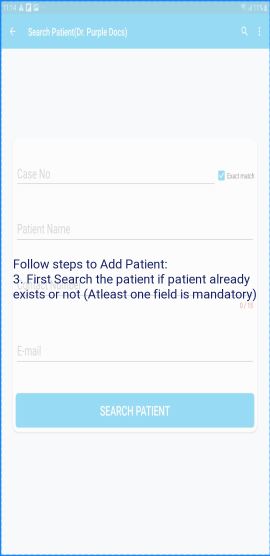 11:14
11%
Search Patient(Dr. Purple Docs)
Case No
Exact match
Patient Name
Follow steps to Add Patient:
3. First Search the patient if patient already
exists or not (Atleast one field is mandatory)
0/15
E-mail
SEARCH PATIENT